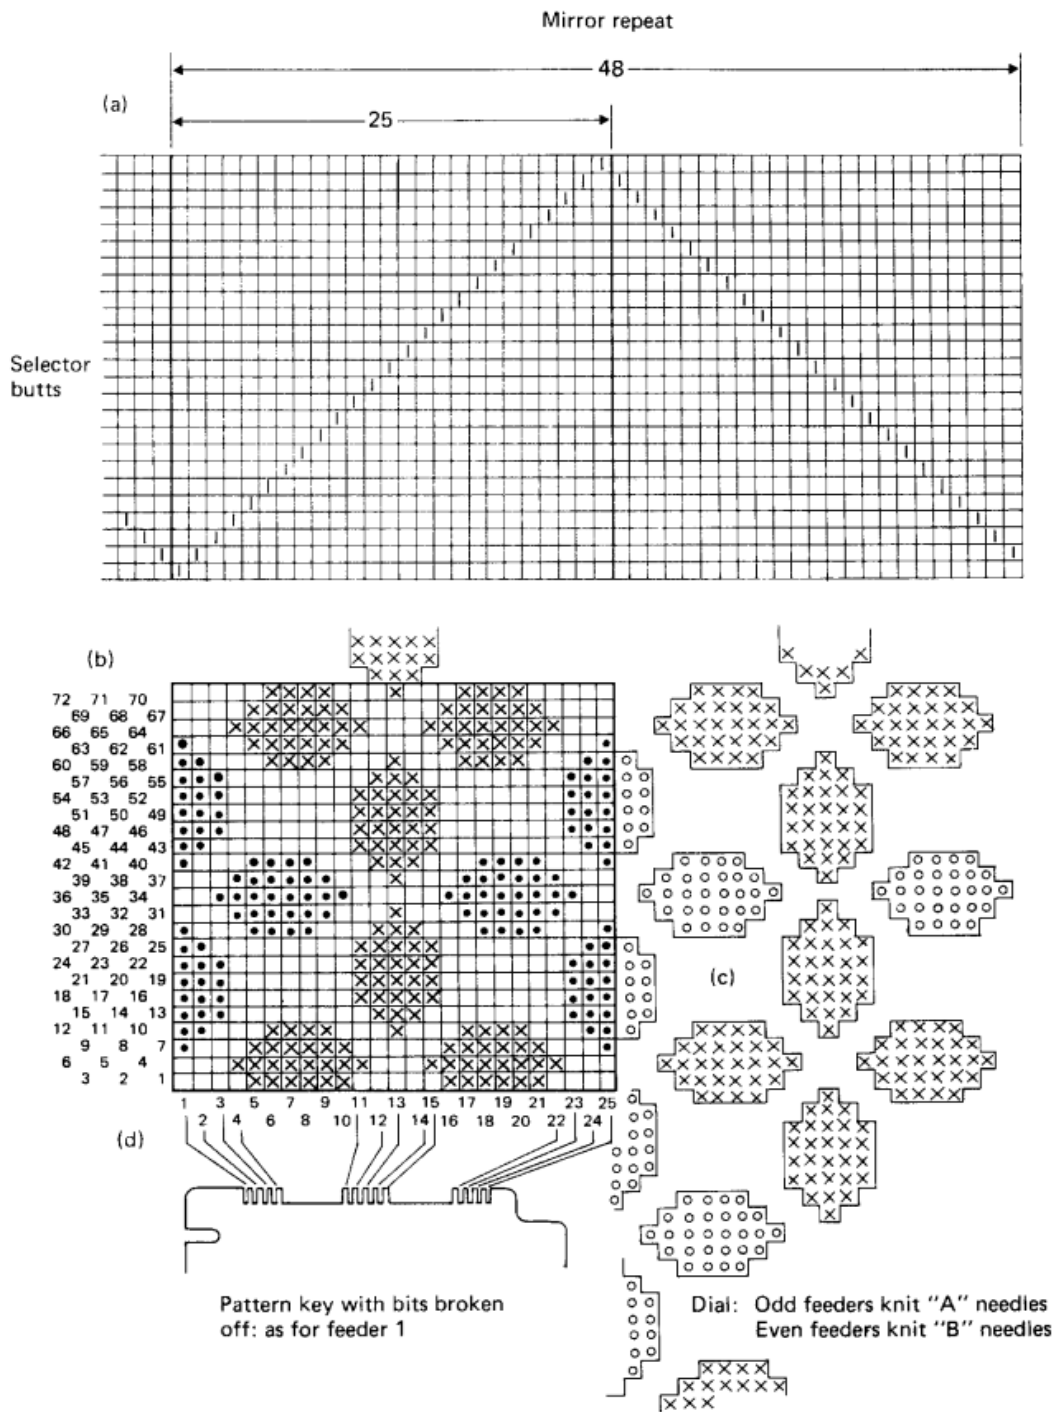 Mirror repeat
48
(a)
25
Selector
butts
(b)
72 71 70
69 68 67
66 65 64
63 62 61
60 59 58
57 56 55
54 53 52
51 50 49
48 47 46
45 44 43
42 41 40
39 38 37
36 35 34
33 32 31
30 29 28
27 26 25
24 23 22
21 20 19
18 17 16
15 14 13
12 11 10
9 8 7
6 5 4
3 2 1
(c)
1 3 5 7 9 11 13 15 17 19 21 23 25
2 4 6 8 10 12 14 16 18 20 22 24
(d)
Pattern key with bits broken
off: as for feeder 1
Dial: Odd feeders knit "A" needles
Even feeders knit "B" needles